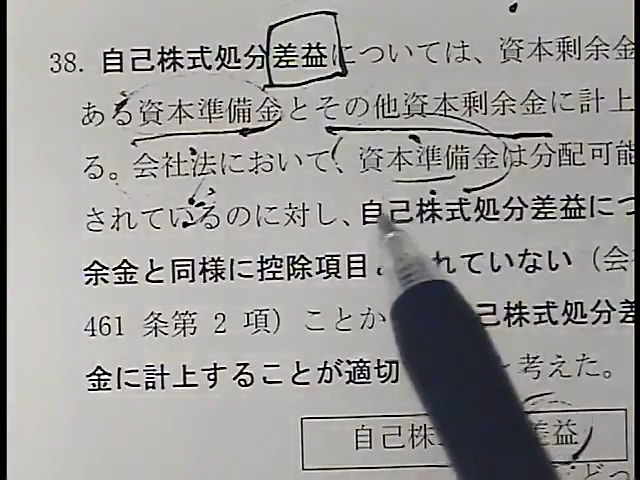 38. 自己株式処分差益については、資本剰余金
ある資本準備金とその他資本剰余金に計上
る。会社法において、資本準備金は分配可能
されているのに対し、自己株式処分差益につ
余金と同様に控除項目 れていない（会
461 条第 2 項）ことか 己株式処分差
金に計上することが適切 と考えた。
自己株 差益
どっ